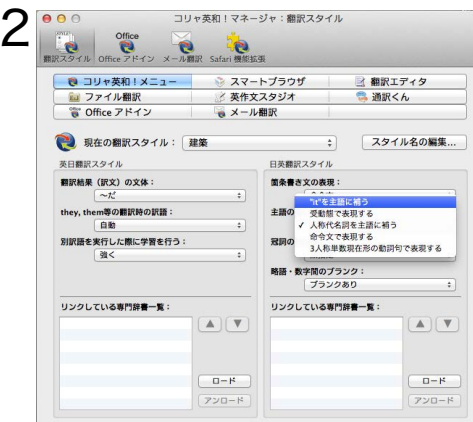 2
コリャ英和！マネージャ：翻訳スタイル
Office
翻訳スタイル Office アドイン メール翻訳 Safari 機能拡張
コリャ英和！メニュー スマートブラウザ 翻訳エディタ
ファイル翻訳 英作文スタジオ 通訳くん
Office アドイン メール翻訳
現在の翻訳スタイル： 建築 スタイル名の編集...
英日翻訳スタイル 日英翻訳スタイル
翻訳結果（訳文）の文体： 箇条書き文の表現：
〜だ
"it"を主語に補う
they, them等の翻訳時の訳語： 主語の
受動態で表現する
自動 ✓ 人称代名詞を主語に補う
命令文で表現する
別訳語を実行した際に学習を行う： 冠詞の
3人称単数現在形の動詞句で表現する
強く
略語・数字間のブランク：
ブランクあり
リンクしている専門辞書一覧： リンクしている専門辞書一覧：
ロード ロード
アンロード アンロード